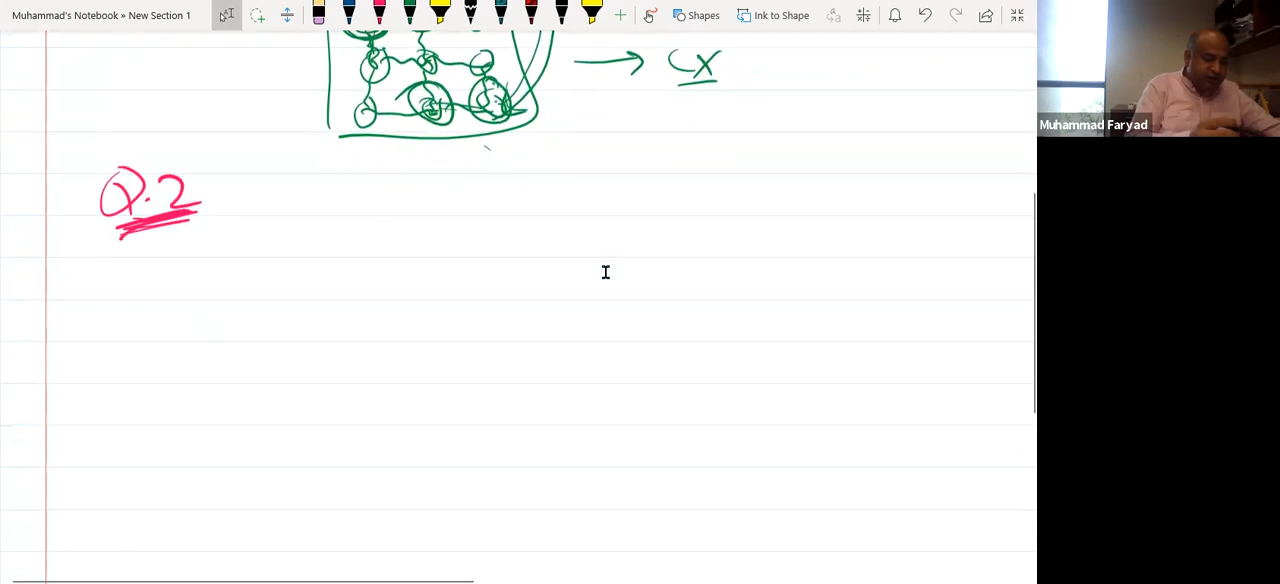 Muhammad's Notebook » New Section 1
Shapes
Ink to Shape
Muhammad Faryad
CX
Q.2